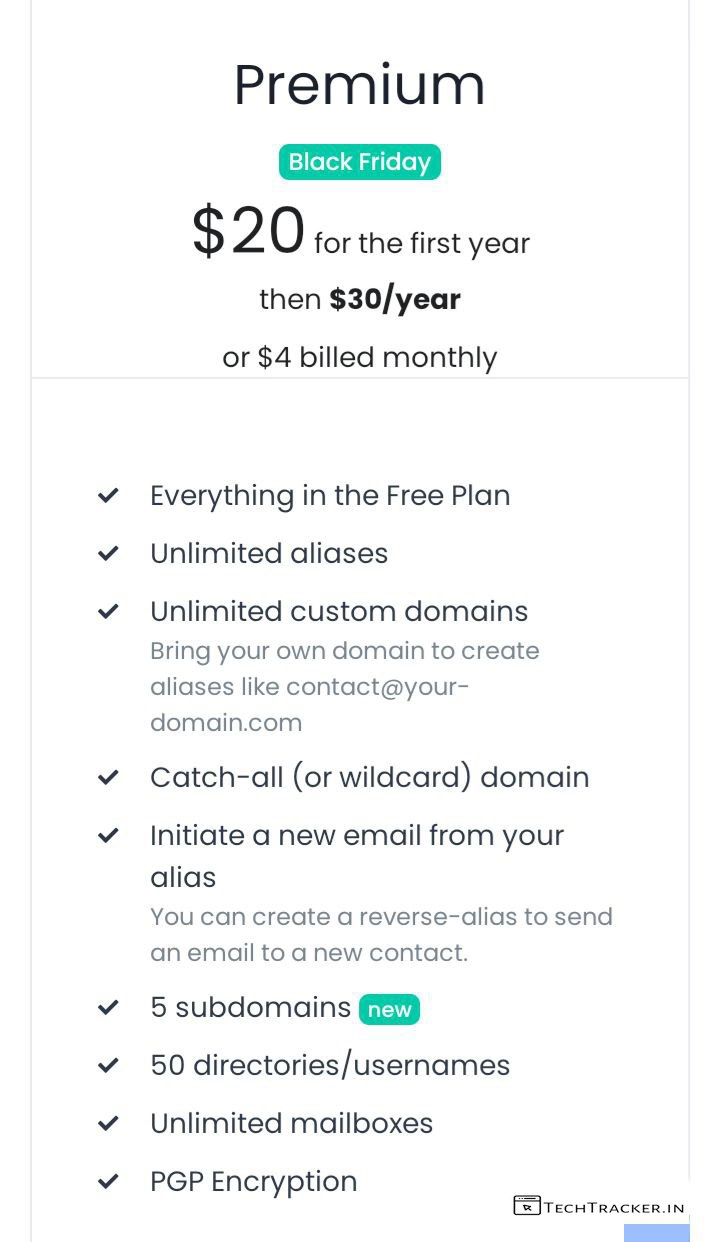 Premium
Black Friday
$20 for the first year
then $30/year
or $4 billed monthly
Everything in the Free Plan
Unlimited aliases
Unlimited custom domains
Bring your own domain to create
aliases like contact@your-
domain.com
Catch-all (or wildcard) domain
Initiate a new email from your
alias
You can create a reverse-alias to send
an email to a new contact.
5 subdomains new
50 directories/usernames
Unlimited mailboxes
PGP Encryption
TECHTRACKER.IN